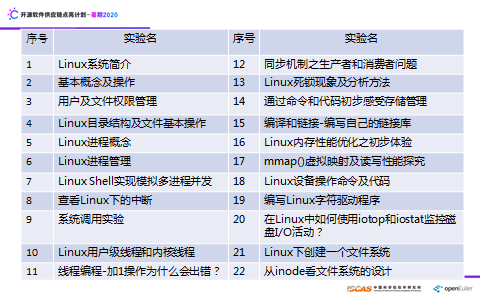 开源软件供应链点亮计划-暑期2020
序号 实验名 序号 实验名
1 Linux系统简介 12 同步机制之生产者和消费者问题
2 基本概念及操作 13 Linux死锁现象及分析方法
3 用户及文件权限管理 14 通过命令和代码初步感受存储管理
4 Linux目录结构及文件基本操作 15 编译和链接-编写自己的链接库
5 Linux进程概念 16 Linux内存性能优化之初步体验
6 Linux进程管理 17 mmap()虚拟映射及读写性能探究
7 Linux Shell实现模拟多进程并发 18 Linux设备操作命令及代码
8 查看Linux下的中断 19 编写Linux字符驱动程序
9 系统调用实验 20 在Linux中如何使用iotop和iostat监控磁
盘I/O活动？
10 Linux用户级线程和内核线程 21 Linux下创建一个文件系统
11 线程编程-加1操作为什么会出错？ 22 从inode看文件系统的设计
ISCAS 中国科学院软件研究所 openEuler